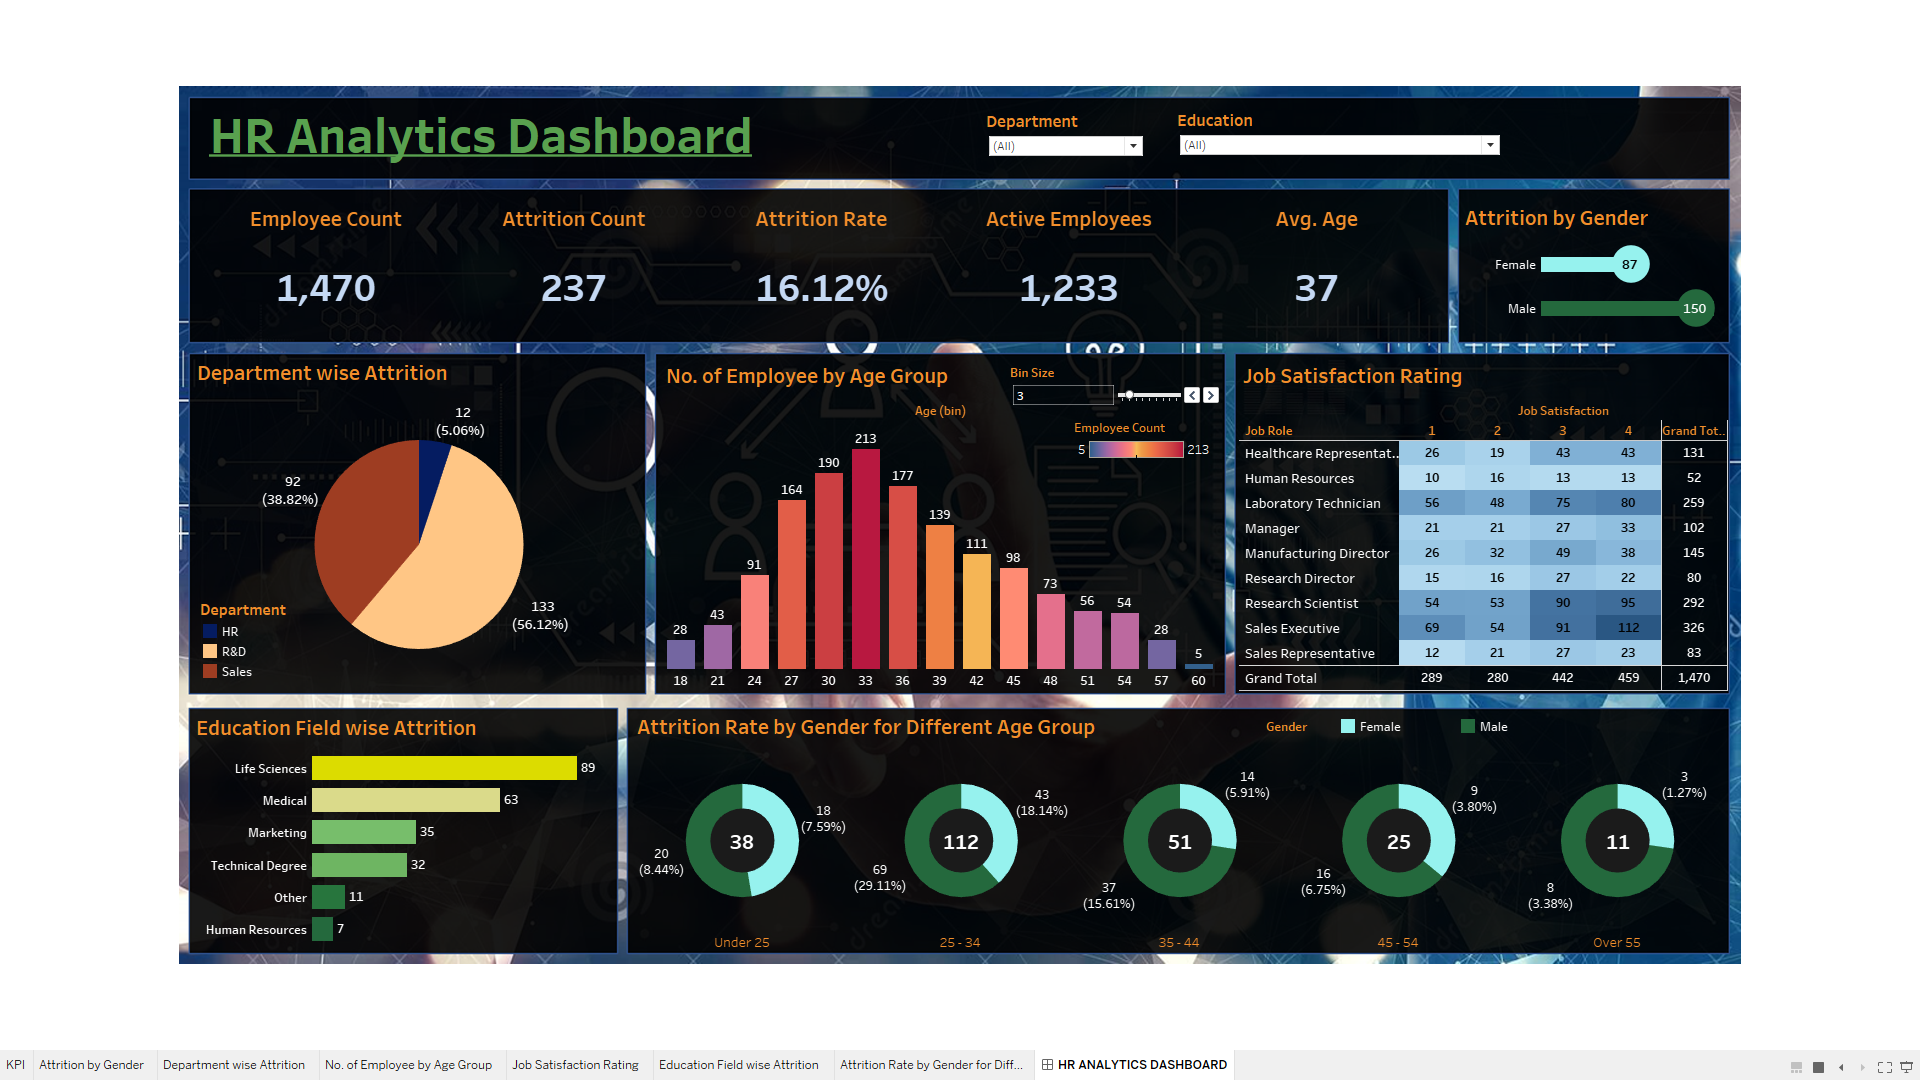 HR Analytics Dashboard
Department
(All)
Education
(All)
Employee Count
1,470
Attrition Count
237
Attrition Rate
16.12%
Active Employees
1,233
Avg. Age
37
Attrition by Gender
Female 87
Male 150
Department wise Attrition
12
(5.06%)
92
(38.82%)
133
(56.12%)
Department
HR
R&D
Sales
No. of Employee by Age Group
Bin Size
3
Age (bin)
Employee Count
5 213
28 43 91 164 190 213 177 139 111 98 73 56 54 28 5
18 21 24 27 30 33 36 39 42 45 48 51 54 57 60
Job Satisfaction Rating
Job Satisfaction
Job Role 1 2 3 4 Grand Tot..
Healthcare Representat.. 26 19 43 43 131
Human Resources 10 16 13 13 52
Laboratory Technician 56 48 75 80 259
Manager 21 21 27 33 102
Manufacturing Director 26 32 49 38 145
Research Director 15 16 27 22 80
Research Scientist 54 53 90 95 292
Sales Executive 69 54 91 112 326
Sales Representative 12 21 27 23 83
Grand Total 289 280 442 459 1,470
Education Field wise Attrition
Life Sciences 89
Medical 63
Marketing 35
Technical Degree 32
Other 11
Human Resources 7
Attrition Rate by Gender for Different Age Group
Gender Female Male
38
18
(7.59%)
20
(8.44%)
Under 25
112
43
(18.14%)
69
(29.11%)
25 - 34
51
14
(5.91%)
37
(15.61%)
35 - 44
25
9
(3.80%)
16
(6.75%)
45 - 54
11
3
(1.27%)
8
(3.38%)
Over 55
KPI
Attrition by Gender
Department wise Attrition
No. of Employee by Age Group
Job Satisfaction Rating
Education Field wise Attrition
Attrition Rate by Gender for Diff...
HR ANALYTICS DASHBOARD